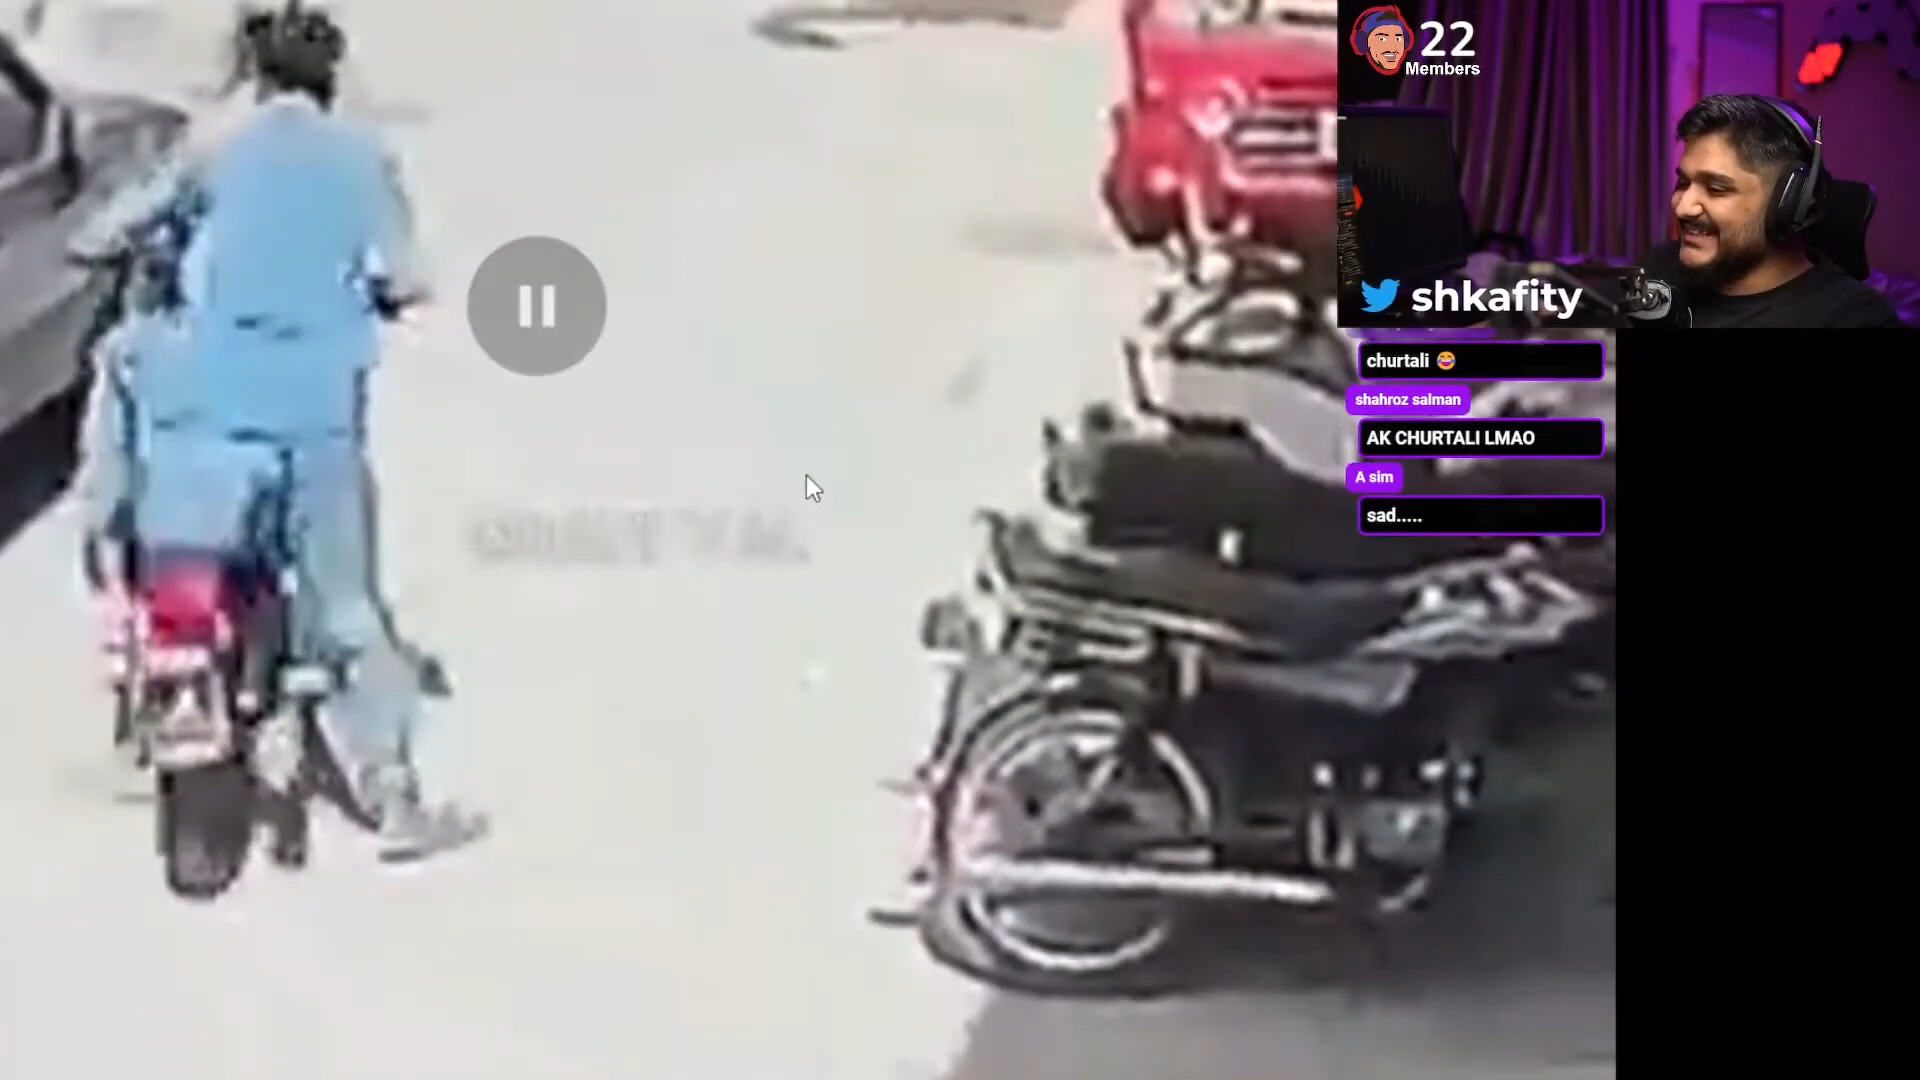 22
Members
shkafity
churtali 😂
shahroz salman
AK CHURTALI LMAO
A sim
sad.....